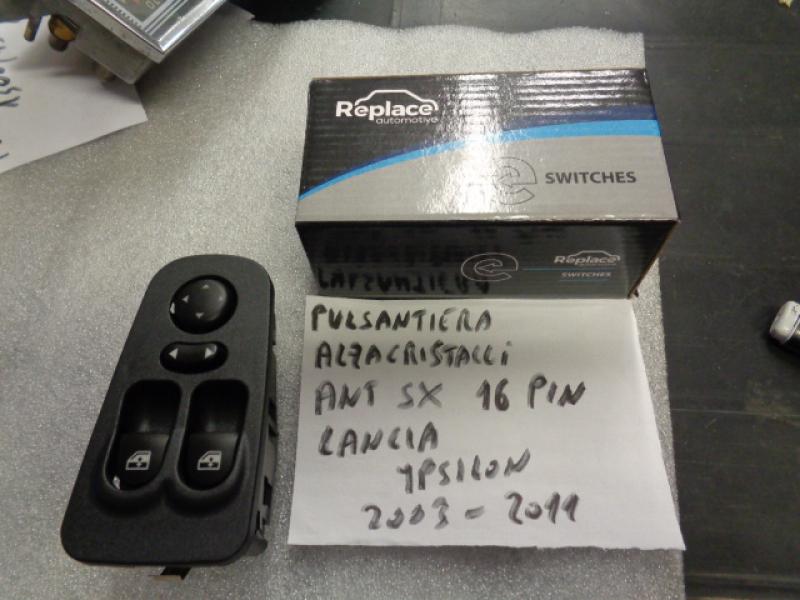 Replace
automotive
SWITCHES
Replace
SWITCHES
PULSANTIERA
ALZACRISTALLI
ANT SX 16 PIN
LANCIA
YPSILON
2003 - 2011